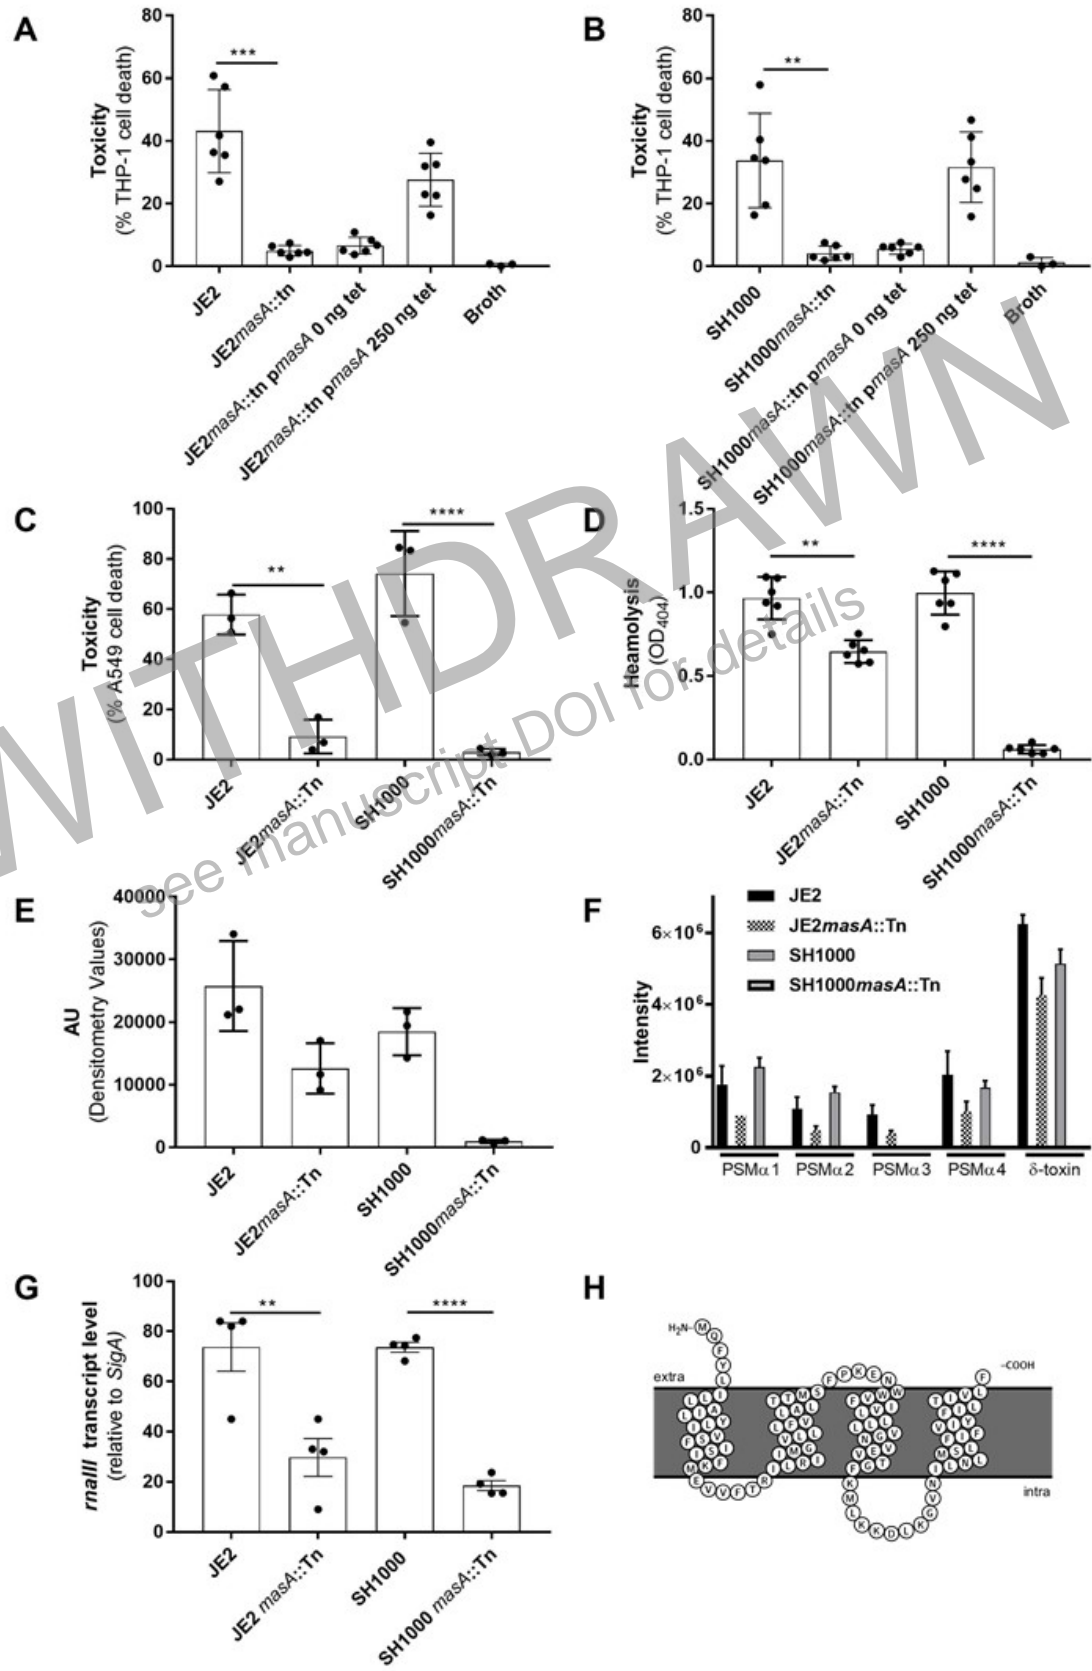 A
80
60
40
20
0
Toxicity
(% THP-1 cell death)
***
JE2
JE2masA::tn
JE2masA::tn pmasA 0 ng tet
JE2masA::tn pmasA 250 ng tet
Broth
B
80
60
40
20
0
Toxicity
(% THP-1 cell death)
**
SH1000
SH1000masA::tn
SH1000masA::tn pmasA 0 ng tet
SH1000masA::tn pmasA 250 ng tet
Broth
WITHDRAWN
see manuscript DOI for details
C
100
80
60
40
20
0
Toxicity
(% A549 cell death)
**
****
JE2
JE2masA::Tn
SH1000
SH1000masA::Tn
D
1.5
1.0
0.5
0.0
Heamolysis
(OD404)
**
****
JE2
JE2masA::Tn
SH1000
SH1000masA::Tn
E
40000
30000
20000
10000
0
AU
(Densitometry Values)
JE2
JE2masA::Tn
SH1000
SH1000masA::Tn
F
JE2
JE2masA::Tn
SH1000
SH1000masA::Tn
6×10⁶
4×10⁶
2×10⁶
0
Intensity
PSMα1 PSMα2 PSMα3 PSMα4 δ-toxin
G
100
80
60
40
20
0
rnaIII transcript level
(relative to SigA)
**
****
JE2
JE2 masA::Tn
SH1000
SH1000 masA::Tn
H
H₂N-
-COOH
extra
intra